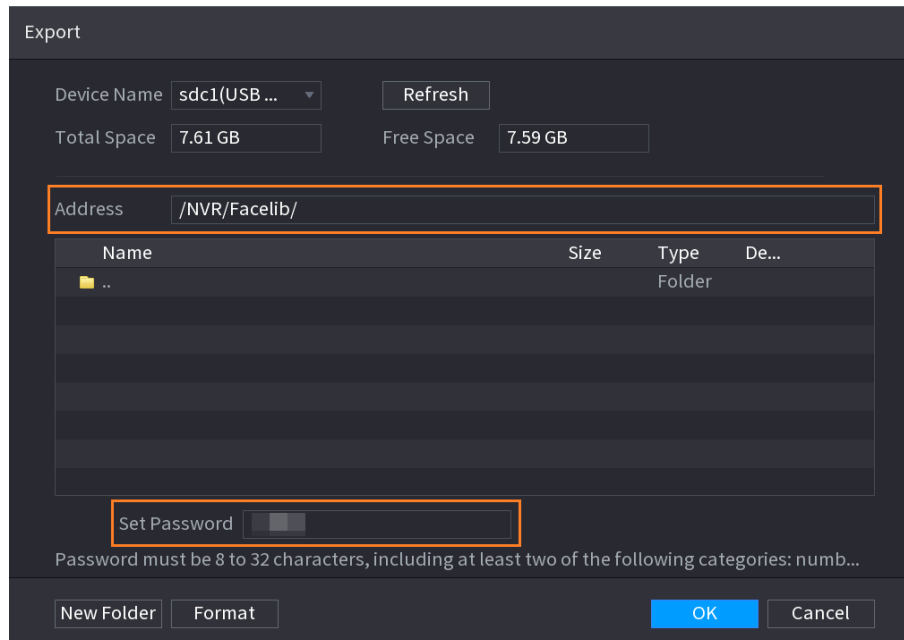 Export
Device Name sdc1(USB ... Refresh
Total Space 7.61 GB Free Space 7.59 GB
Address /NVR/Facelib/
Name Size Type De...
.. Folder
Set Password
Password must be 8 to 32 characters, including at least two of the following categories: numb...
New Folder Format OK Cancel